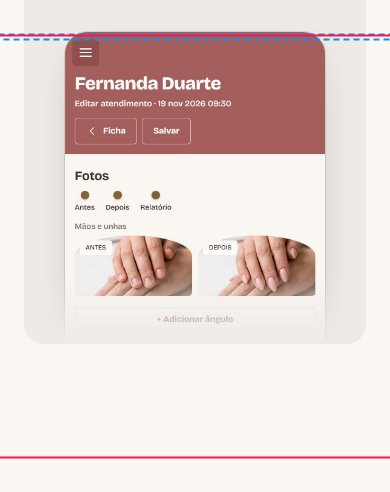 Fernanda Duarte
Editar atendimento · 19 nov 2026 09:30
Ficha
Salvar
Fotos
Antes
Depois
Relatório
Mãos e unhas
ANTES
DEPOIS
+ Adicionar ângulo